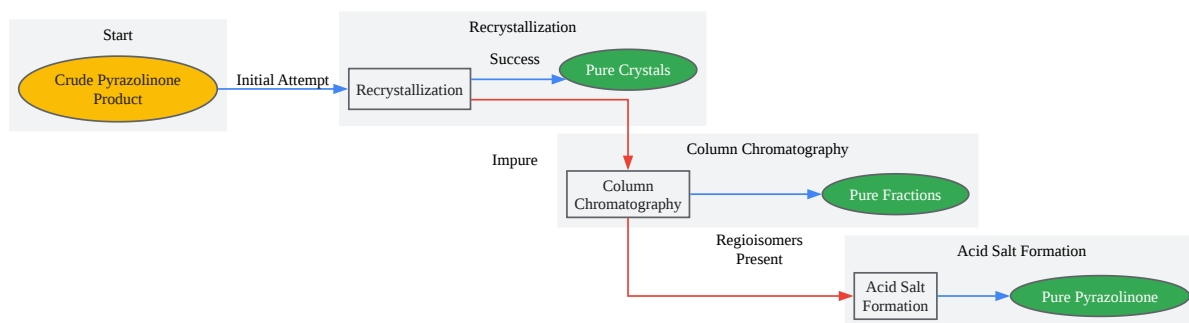 Start
Crude Pyrazolinone
Product
Initial Attempt
Recrystallization
Recrystallization
Success
Pure Crystals
Impure
Column Chromatography
Column
Chromatography
Pure Fractions
Regioisomers
Present
Acid Salt Formation
Acid Salt
Formation
Pure Pyrazolinone